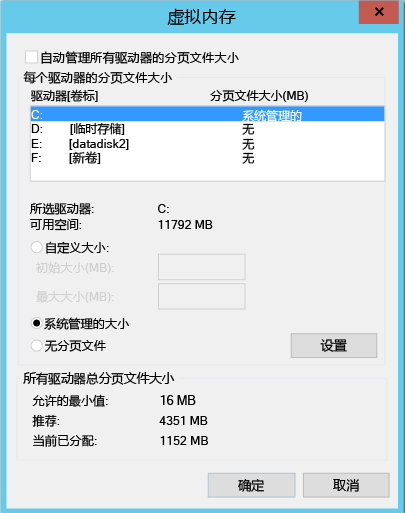 虚拟内存
自动管理所有驱动器的分页文件大小
每个驱动器的分页文件大小
驱动器[卷标] 分页文件大小(MB)
C: 系统管理的
D: [临时存储] 无
E: [datadisk2] 无
F: [新卷] 无
所选驱动器: C:
可用空间: 11792 MB
自定义大小:
初始大小(MB):
最大大小(MB):
系统管理的大小
无分页文件 设置
所有驱动器总分页文件大小
允许的最小值: 16 MB
推荐: 4351 MB
当前已分配: 1152 MB
确定 取消